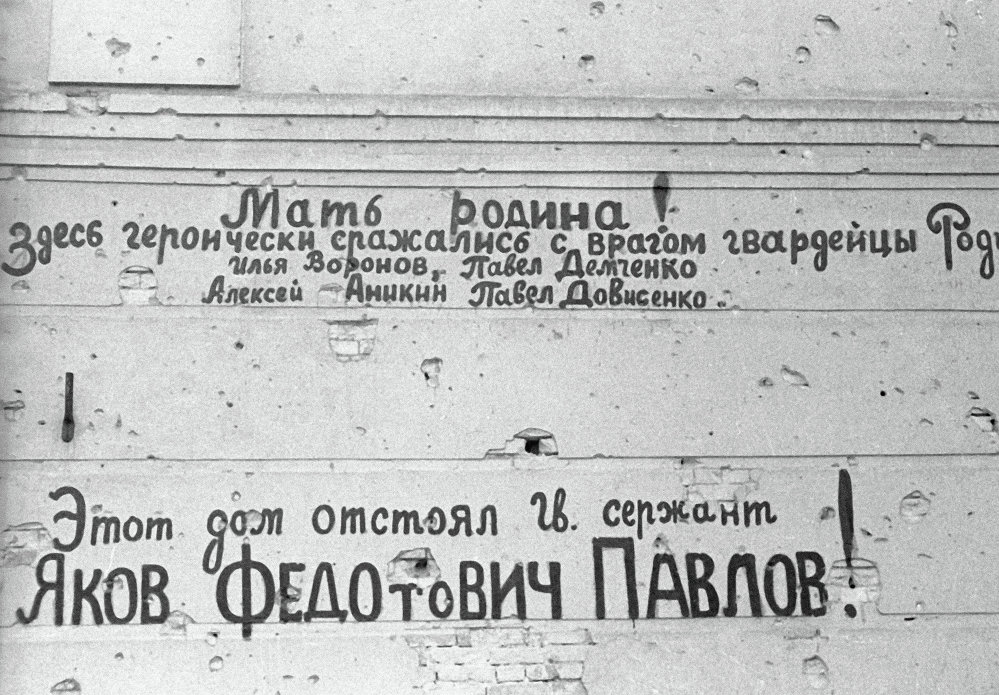 Мать родина!
Здесь героически сражались с врагом гвардейцы
Илья Воронов, Павел Демченко
Алексей Аникин Павел Довисенко.
!
Этот дом отстоял Гв. сержант
Яков ФЕДОТОВИЧ ПАВЛОВ!